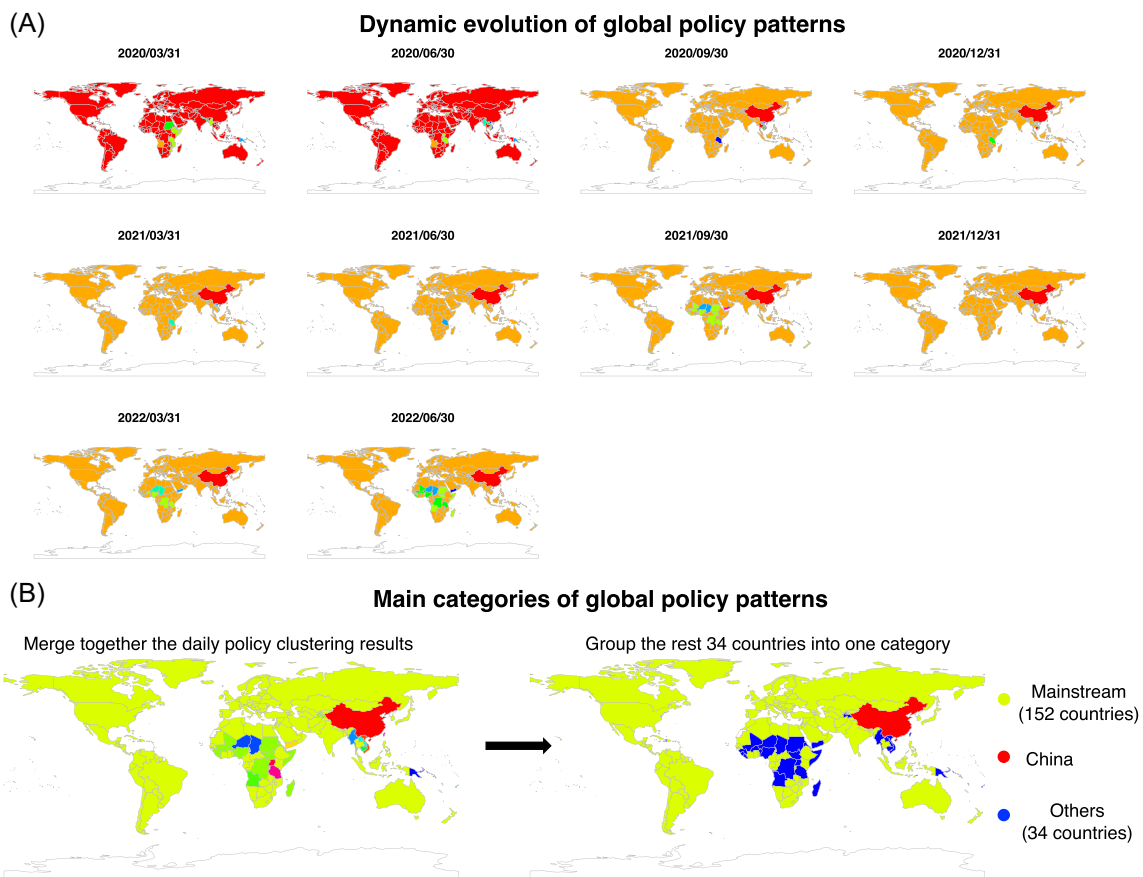 (A)
Dynamic evolution of global policy patterns
2020/03/31
2020/06/30
2020/09/30
2020/12/31
2021/03/31
2021/06/30
2021/09/30
2021/12/31
2022/03/31
2022/06/30
(B)
Main categories of global policy patterns
Merge together the daily policy clustering results
Group the rest 34 countries into one category
Mainstream
(152 countries)
China
Others
(34 countries)